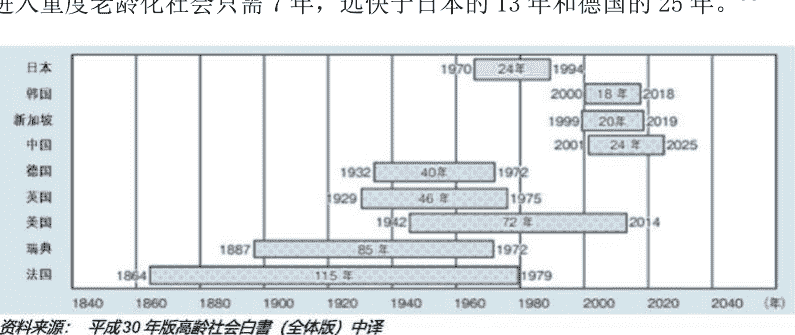 进入重度老龄化社会只需 7 年，远快于日本的 13 年和德国的 25 年。
日本 1970 24年 1994
韩国 2000 18 年 2018
新加坡 1999 20年 2019
中国 2001 24 年 2025
德国 1932 40年 1972
英国 1929 46 年 1975
美国 1942 72 年 2014
瑞典 1887 85 年 1972
法国 1864 115 年 1979
1840 1860 1880 1900 1920 1940 1960 1980 2000 2020 2040 （年）
资料来源： 平成30年版高齢社会白書（全体版）中译